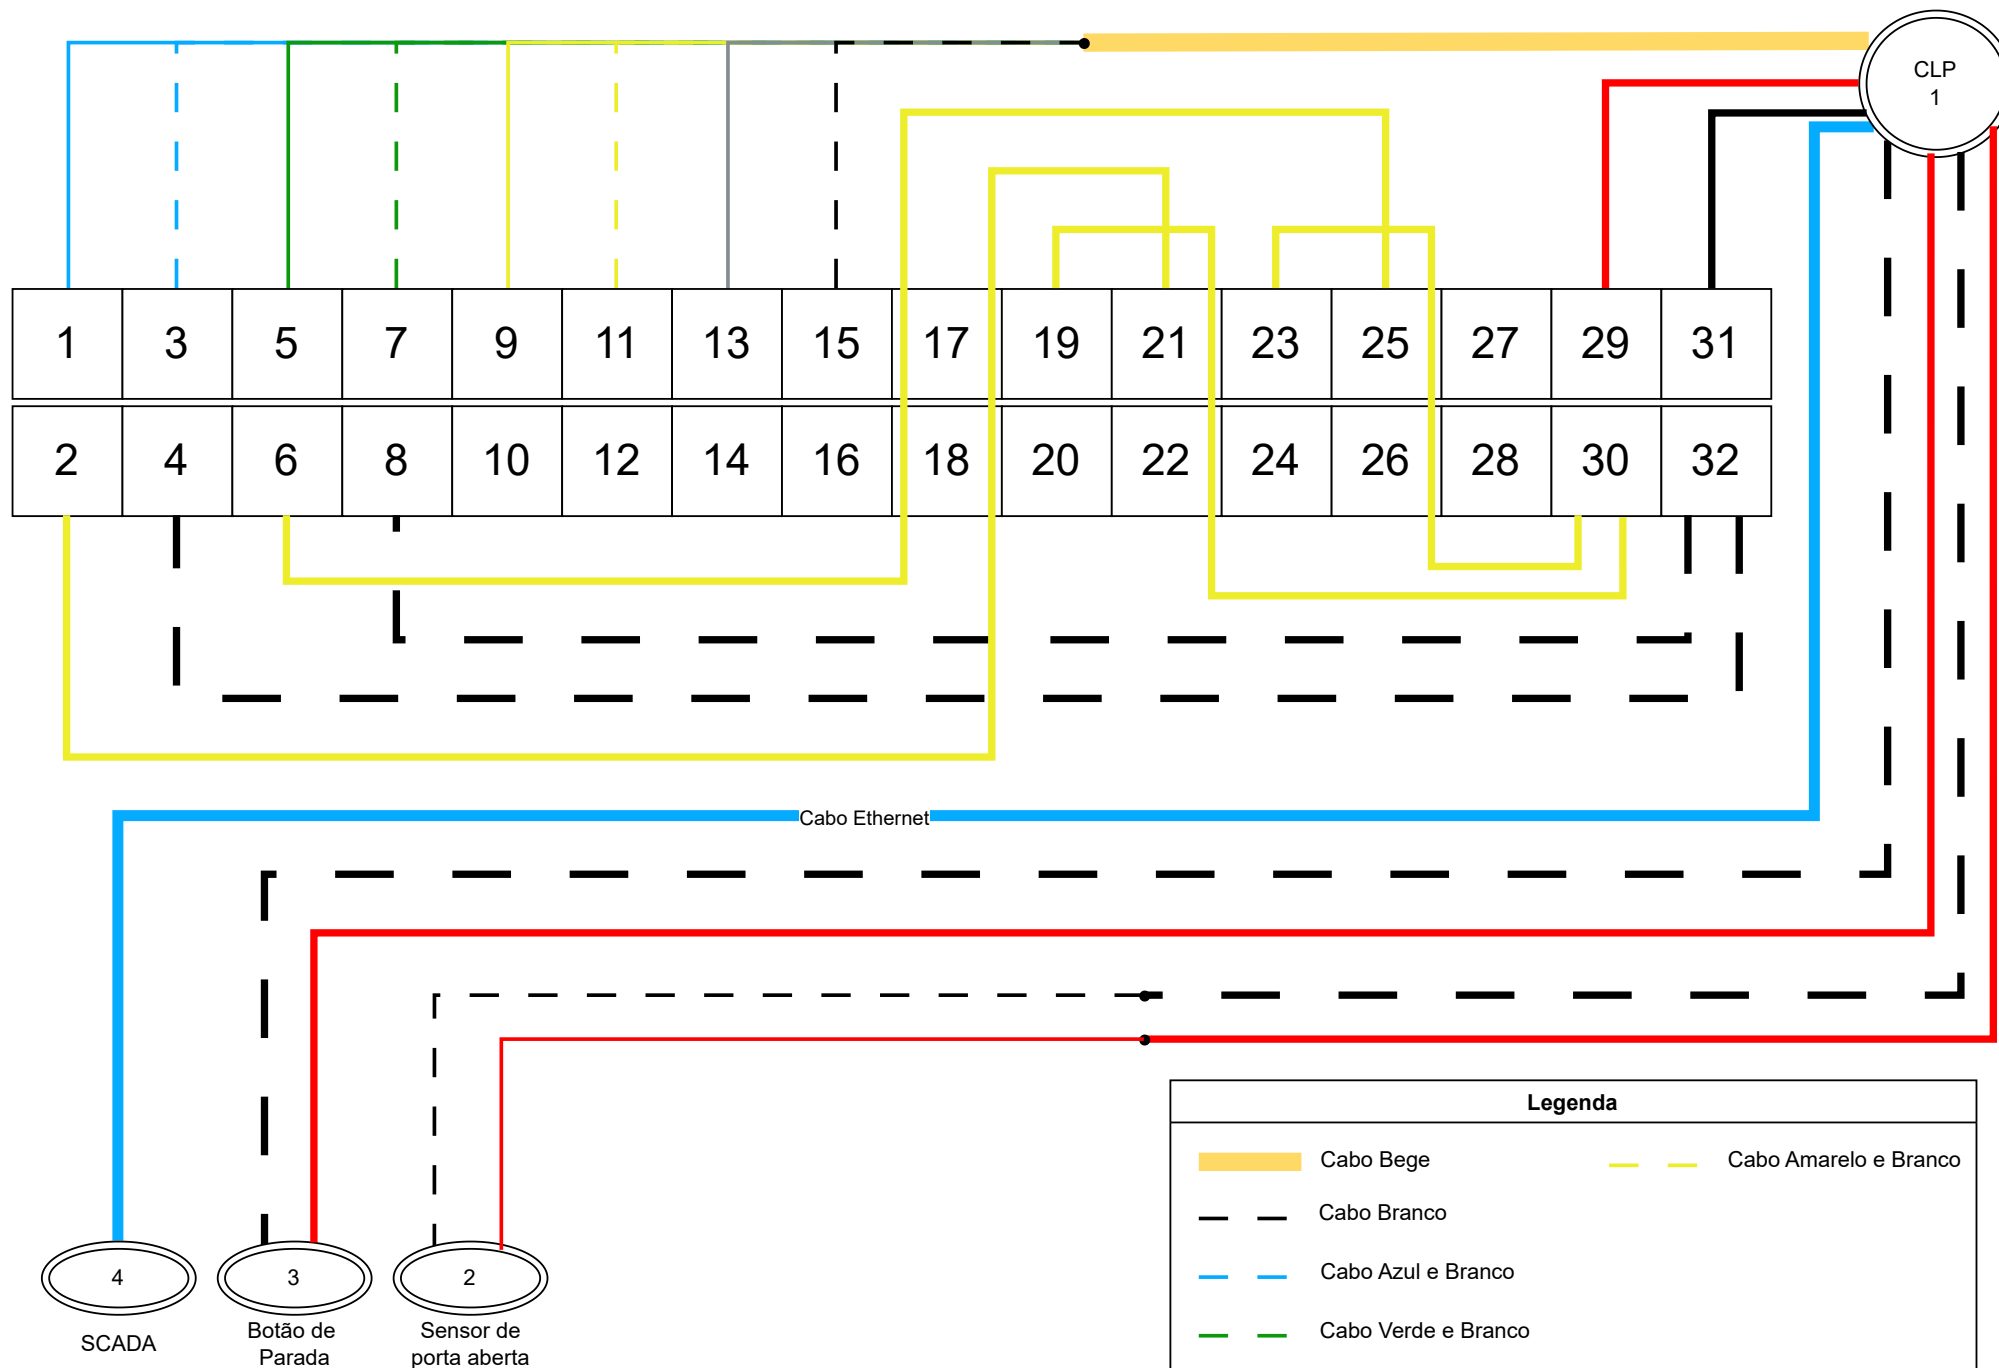 CLP
1
1 3 5 7 9 11 13 15 17 19 21 23 25 27 29 31
2 4 6 8 10 12 14 16 18 20 22 24 26 28 30 32
Cabo Ethernet
Legenda
Cabo Bege Cabo Amarelo e Branco
Cabo Branco
Cabo Azul e Branco
Cabo Verde e Branco
4 3 2
SCADA
Botão de
Parada
Sensor de
porta aberta